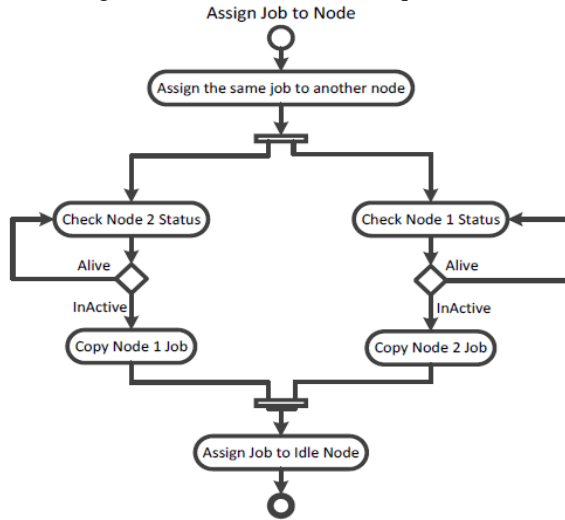 Assign Job to Node
Assign the same job to another node
Check Node 2 Status
Check Node 1 Status
Alive
Alive
InActive
InActive
Copy Node 1 Job
Copy Node 2 Job
Assign Job to Idle Node